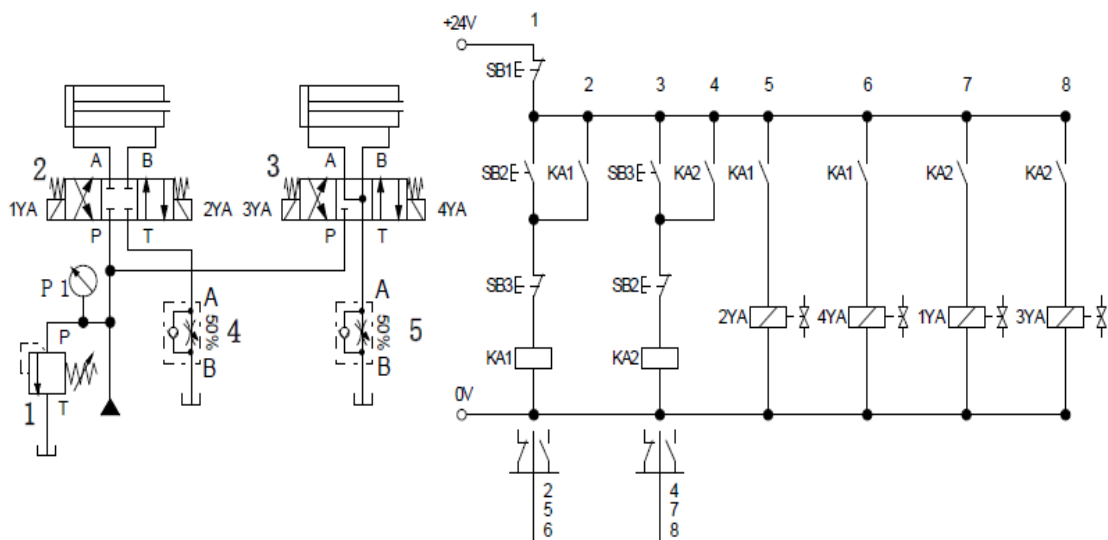 +24V 1
SB1 2 3 4 5 6 7 8
A B A B
2 3
SB2 KA1 SB3 KA2 KA1 KA1 KA2 KA2
1YA 2YA 3YA 4YA
P T P T
P1 A A
SB3 SB2
50% 4 50% 5
2YA 4YA 1YA 3YA
P
B B
KA1 KA2
1 T
0V
2 4
5 7
6 8